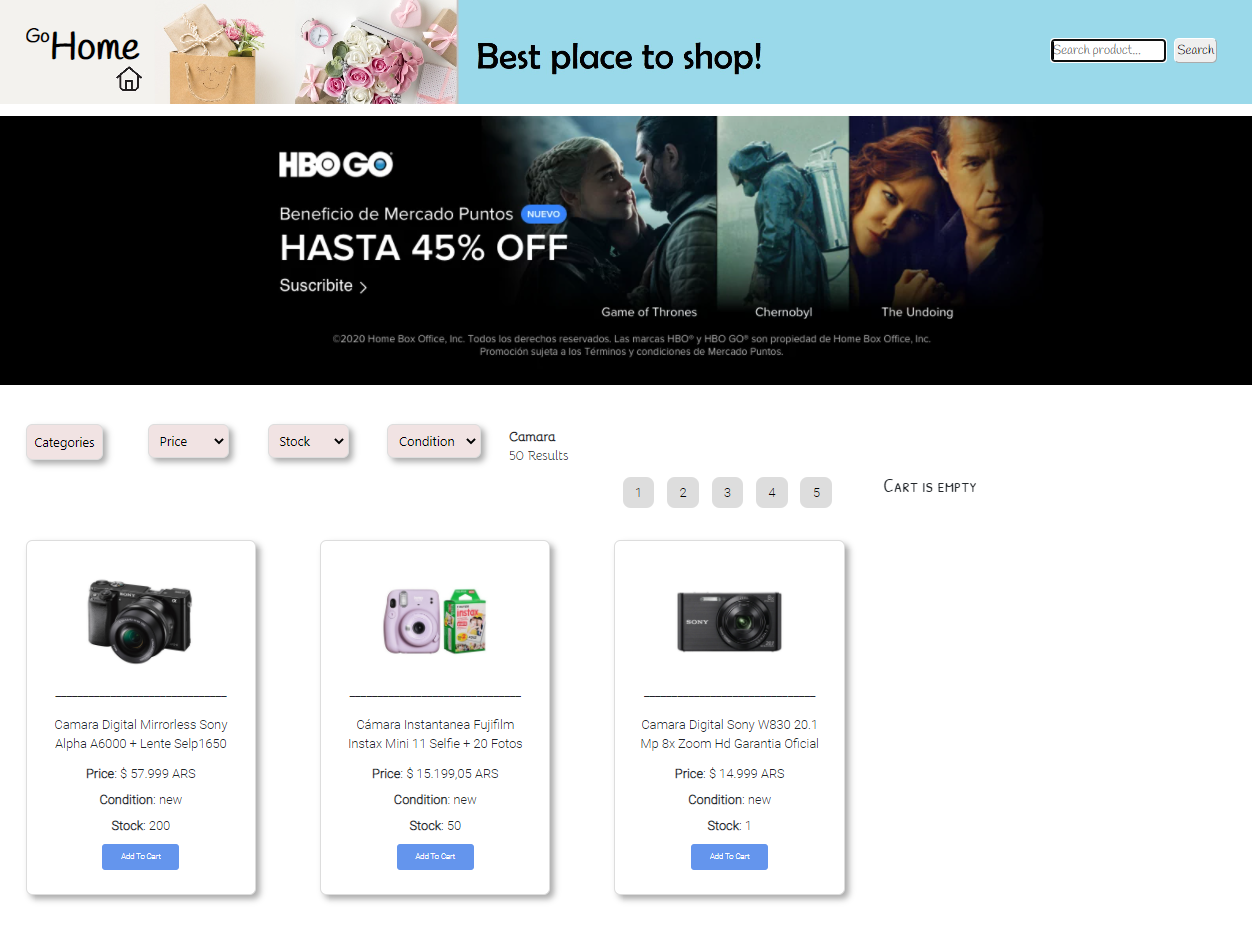 Go
Home
Best place to shop!
Search product...
Search
HBO GO
Beneficio de Mercado Puntos NUEVO
HASTA 45% OFF
Suscribite >
Game of Thrones
Chernobyl
The Undoing
©2020 Home Box Office, Inc. Todos los derechos reservados. Las marcas HBO® y HBO GO® son propiedad de Home Box Office, Inc.
Promoción sujeta a los Términos y condiciones de Mercado Puntos.
Categories
Price
Stock
Condition
Camara
50 Results
1 2 3 4 5
Cart is empty
SONY
Camara Digital Mirrorless Sony
Alpha A6000 + Lente Selp1650
Price: $ 57.999 ARS
Condition: new
Stock: 200
Add To Cart
instax
Cámara Instantanea Fujifilm
Instax Mini 11 Selfie + 20 Fotos
Price: $ 15.199,05 ARS
Condition: new
Stock: 50
Add To Cart
SONY
Camara Digital Sony W830 20.1
Mp 8x Zoom Hd Garantia Oficial
Price: $ 14.999 ARS
Condition: new
Stock: 1
Add To Cart